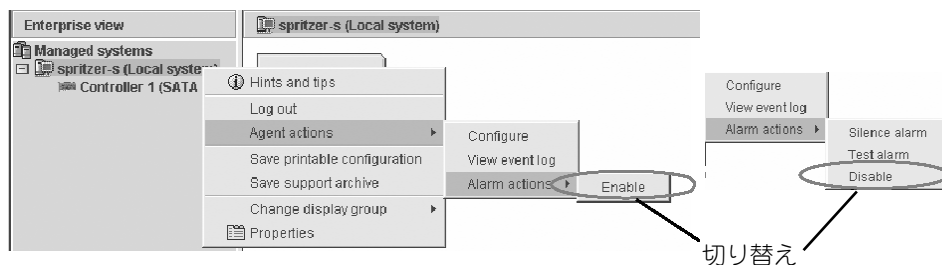 Enterprise view
spritzer-s (Local system)
Managed systems
spritzer-s (Local system)
Controller 1 (SATA
Hints and tips
Log out
Agent actions
Save printable configuration
Save support archive
Change display group
Properties
Configure
View event log
Alarm actions
Enable
Configure
View event log
Alarm actions
Silence alarm
Test alarm
Disable
切り替え